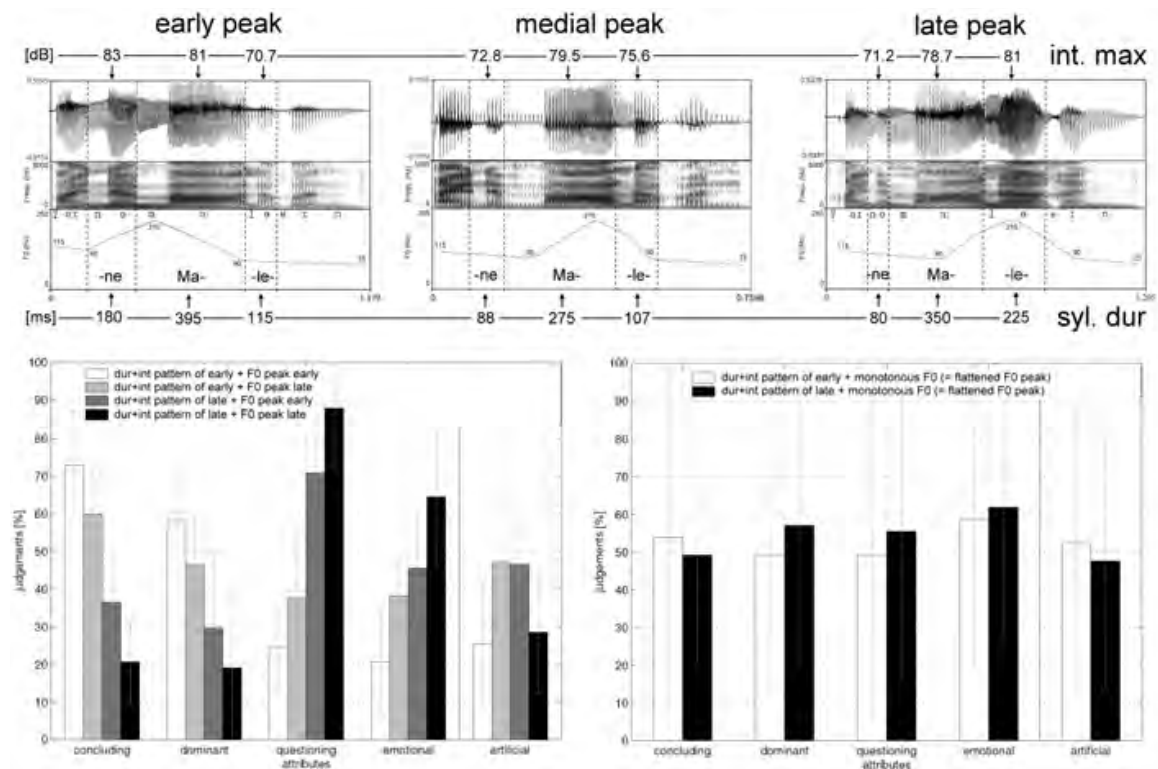 early peak medial peak late peak
[dB] 83 81 70.7 72.8 79.5 75.6 71.2 78.7 81 int. max
-ne Ma- -le- -ne Ma- -le- -ne Ma- -le-
[ms] 180 395 115 88 275 107 80 350 225 syl. dur
dur+int pattern of early + F0 peak early
dur+int pattern of early + F0 peak late
dur+int pattern of late + F0 peak early
dur+int pattern of late + F0 peak late
judgements [%]
100
90
80
70
60
50
40
30
20
10
0
concluding dominant questioning emotional artificial
attributes
dur+int pattern of early + monotonous F0 (= flattened F0 peak)
dur+int pattern of late + monotonous F0 (= flattened F0 peak)
judgements [%]
100
90
80
70
60
50
40
30
20
10
0
concluding dominant questioning emotional artificial
attributes